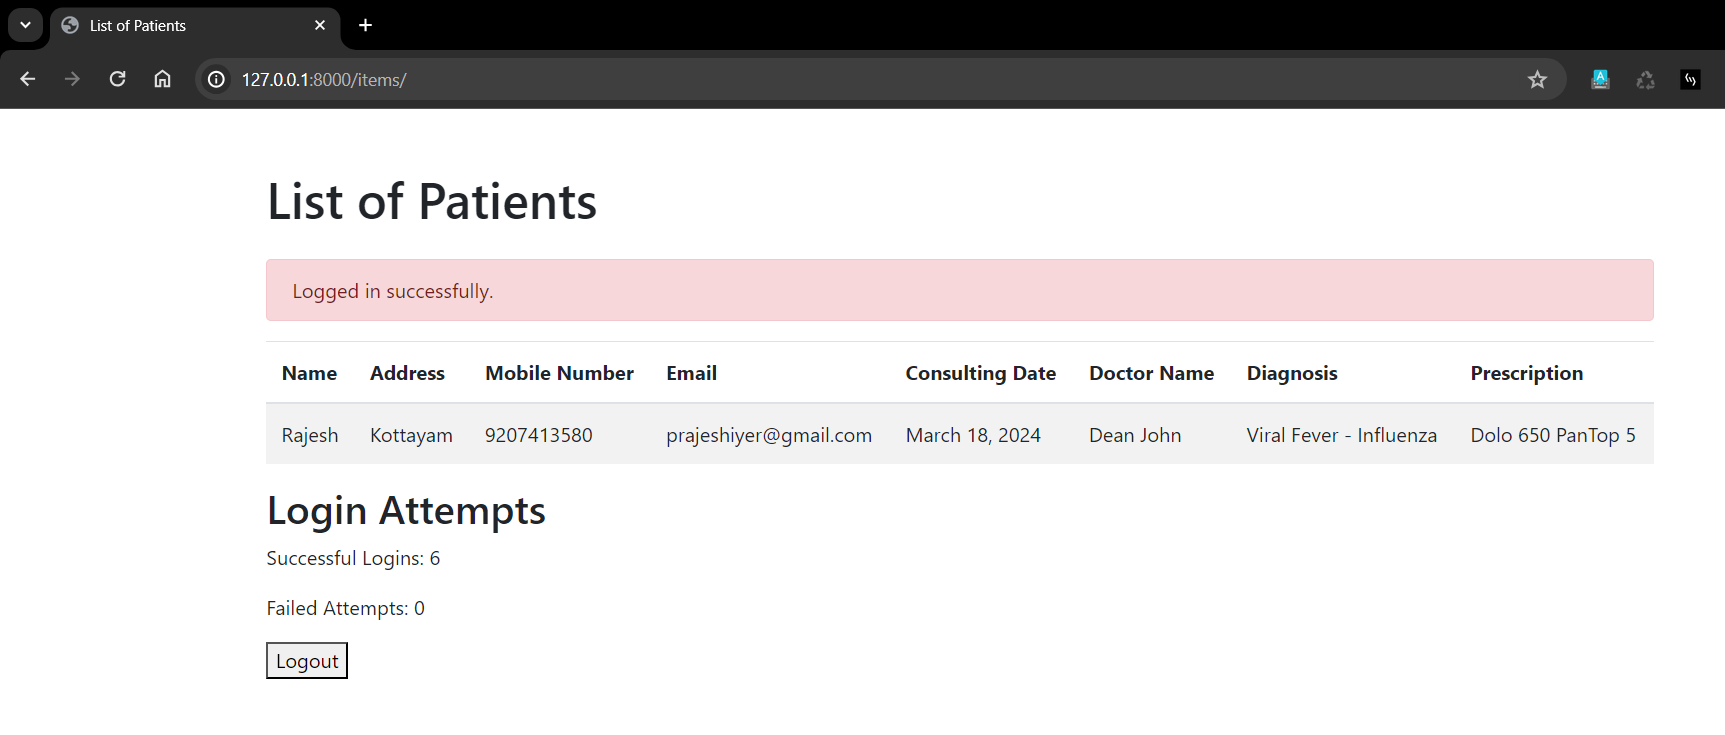 List of Patients
127.0.0.1:8000/items/
List of Patients
Logged in successfully.
Name Address Mobile Number Email Consulting Date Doctor Name Diagnosis Prescription
Rajesh Kottayam 9207413580 prajeshiyer@gmail.com March 18, 2024 Dean John Viral Fever - Influenza Dolo 650 PanTop 5
Login Attempts
Successful Logins: 6
Failed Attempts: 0
Logout